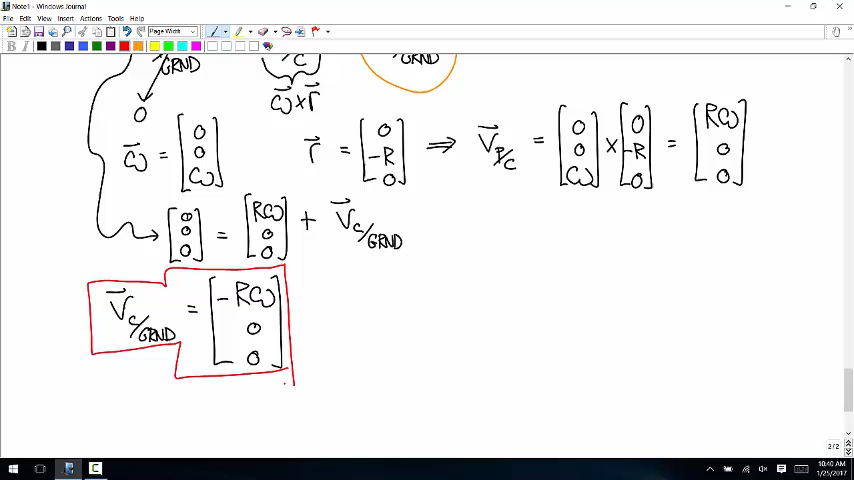 Note1* - Windows Journal
File Edit View Insert Actions Tools Help
Page Width
B I
GRND P/C GRND
0 ω⃗×r⃗
ω⃗ = [0 0 ω] r⃗ = [0 -R 0] ⇒ V⃗P/C = [0 0 ω] × [0 -R 0] = [Rω 0 0]
[0 0 0] = [Rω 0 0] + V⃗C/GRND
V⃗C/GRND = [-Rω 0 0]
2/2
10:40 AM
1/25/2017